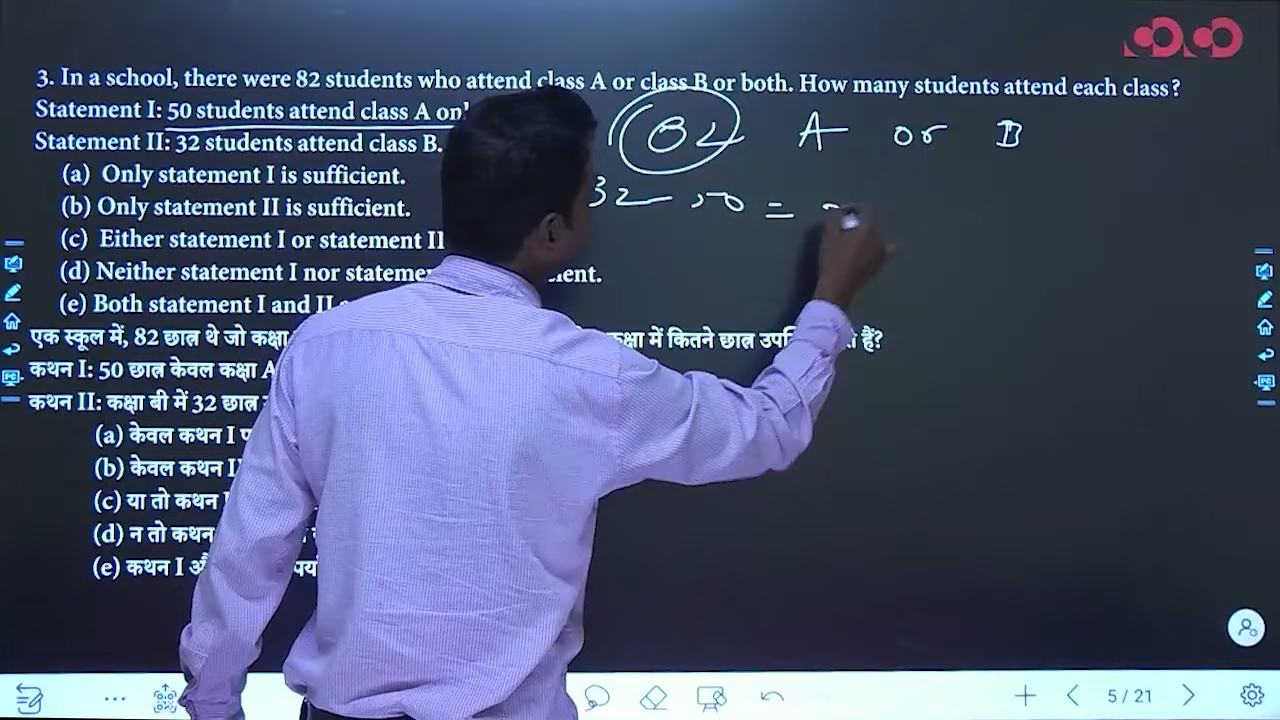 3. In a school, there were 82 students who attend class A or class B or both. How many students attend each class?
Statement I: 50 students attend class A
Statement II: 32 students attend class B.
(a) Only statement I is sufficient.
(b) Only statement II is sufficient.
(c) Either statement I or statement II
(d) Neither statement I nor
(e) Both statement I and II
एक स्कूल में, 82 छात्र थे जो कक्षा में कितने छात्र हैं?
कथन I: 50 छात्र केवल कक्षा A
कथन II: कक्षा बी में 32 छात्र
(a) केवल कथन I
(b) केवल कथन
(c) या तो कथन
(d) न तो कथन
(e) कथन I
82 A or B
32 , 50 =
5 / 21